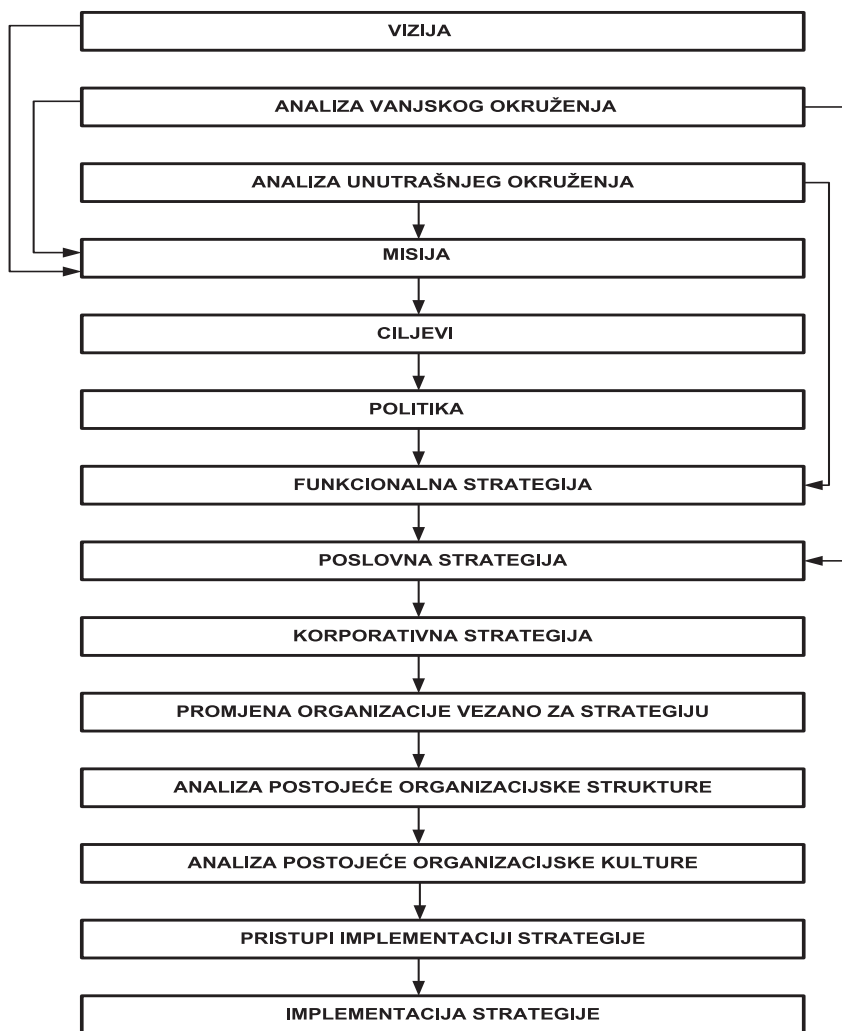 VIZIJA
ANALIZA VANJSKOG OKRUŽENJA
ANALIZA UNUTRAŠNJEG OKRUŽENJA
MISIJA
CILJEVI
POLITIKA
FUNKCIONALNA STRATEGIJA
POSLOVNA STRATEGIJA
KORPORATIVNA STRATEGIJA
PROMJENA ORGANIZACIJE VEZANO ZA STRATEGIJU
ANALIZA POSTOJEĆE ORGANIZACIJSKE STRUKTURE
ANALIZA POSTOJEĆE ORGANIZACIJSKE KULTURE
PRISTUPI IMPLEMENTACIJI STRATEGIJE
IMPLEMENTACIJA STRATEGIJE